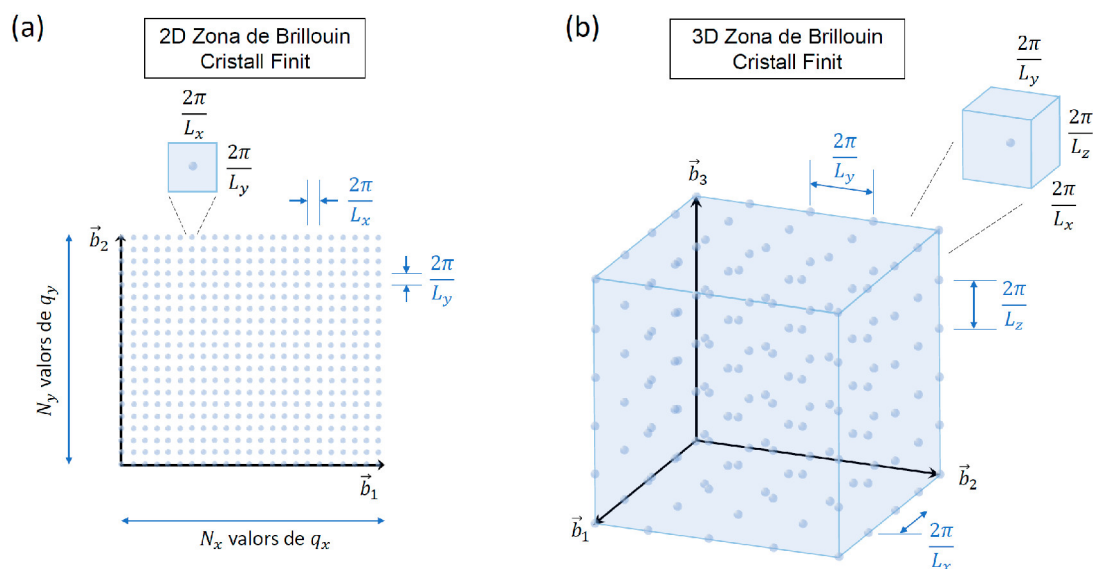 (a)
2D Zona de Brillouin
Cristall Finit
2π
L_x
2π
L_y
2π
L_x
b⃗_2
2π
L_y
N_y valors de q_y
b⃗_1
N_x valors de q_x
(b)
3D Zona de Brillouin
Cristall Finit
2π
L_y
2π
L_z
2π
L_x
2π
L_y
b⃗_3
2π
L_z
b⃗_2
b⃗_1
2π
L_x